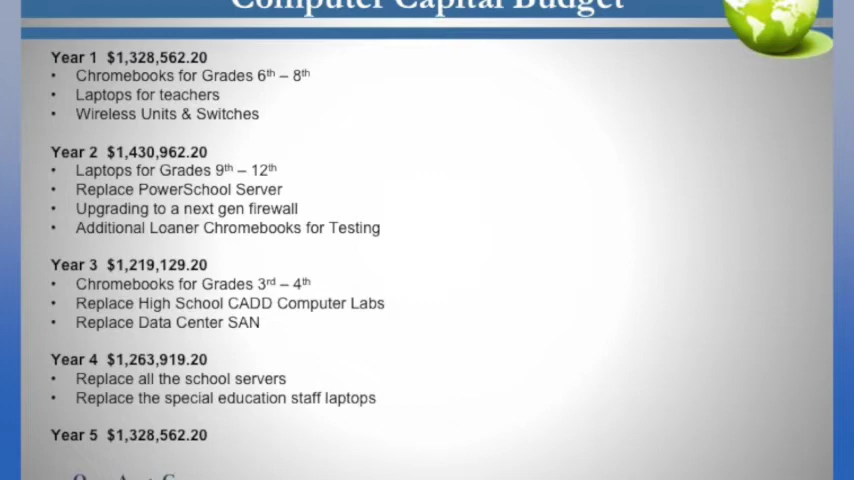 Computer Capital Budget
Year 1 $1,328,562.20
• Chromebooks for Grades 6th – 8th
• Laptops for teachers
• Wireless Units & Switches
Year 2 $1,430,962.20
• Laptops for Grades 9th – 12th
• Replace PowerSchool Server
• Upgrading to a next gen firewall
• Additional Loaner Chromebooks for Testing
Year 3 $1,219,129.20
• Chromebooks for Grades 3rd – 4th
• Replace High School CADD Computer Labs
• Replace Data Center SAN
Year 4 $1,263,919.20
• Replace all the school servers
• Replace the special education staff laptops
Year 5 $1,328,562.20